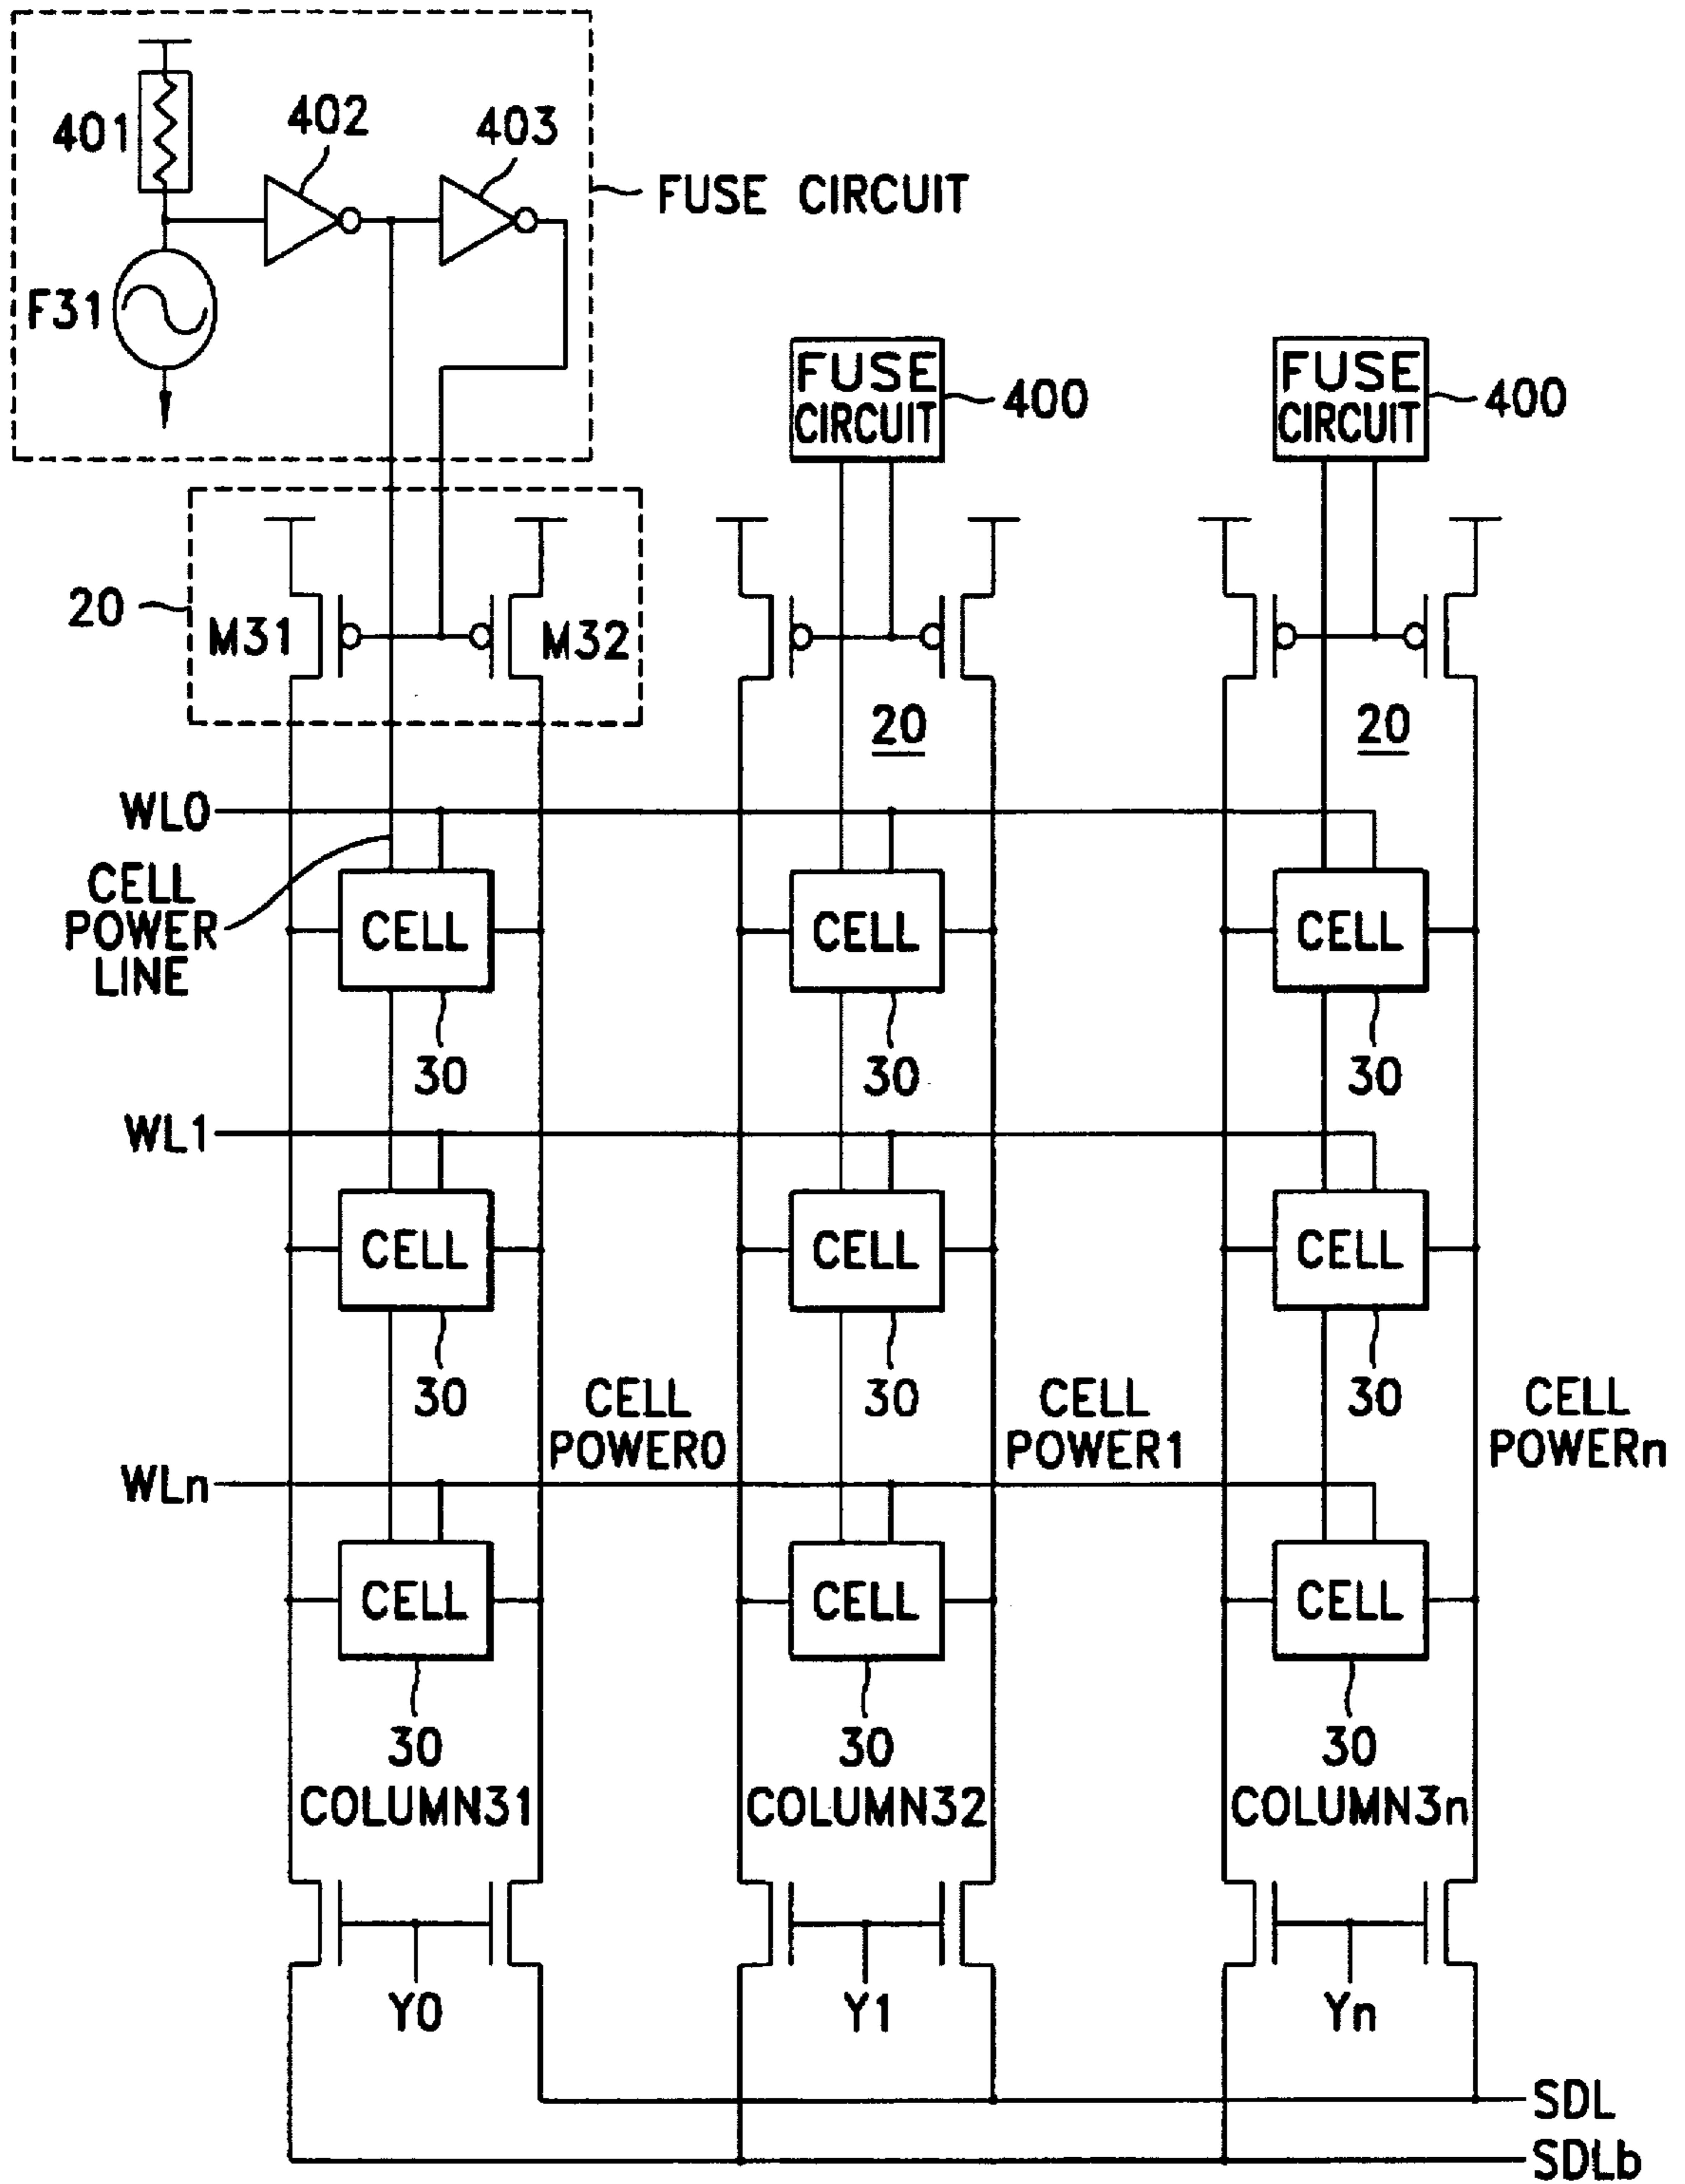 401
402
403
FUSE CIRCUIT
F31
FUSE
CIRCUIT
400
FUSE
CIRCUIT
400
20
M31
M32
20
20
WL0
CELL
POWER
LINE
CELL
CELL
CELL
30
30
30
WL1
CELL
CELL
CELL
30
30
30
CELL
POWER0
CELL
POWER1
CELL
POWERn
WLn
CELL
CELL
CELL
30
30
30
COLUMN31
COLUMN32
COLUMN3n
Y0
Y1
Yn
SDL
SDLb